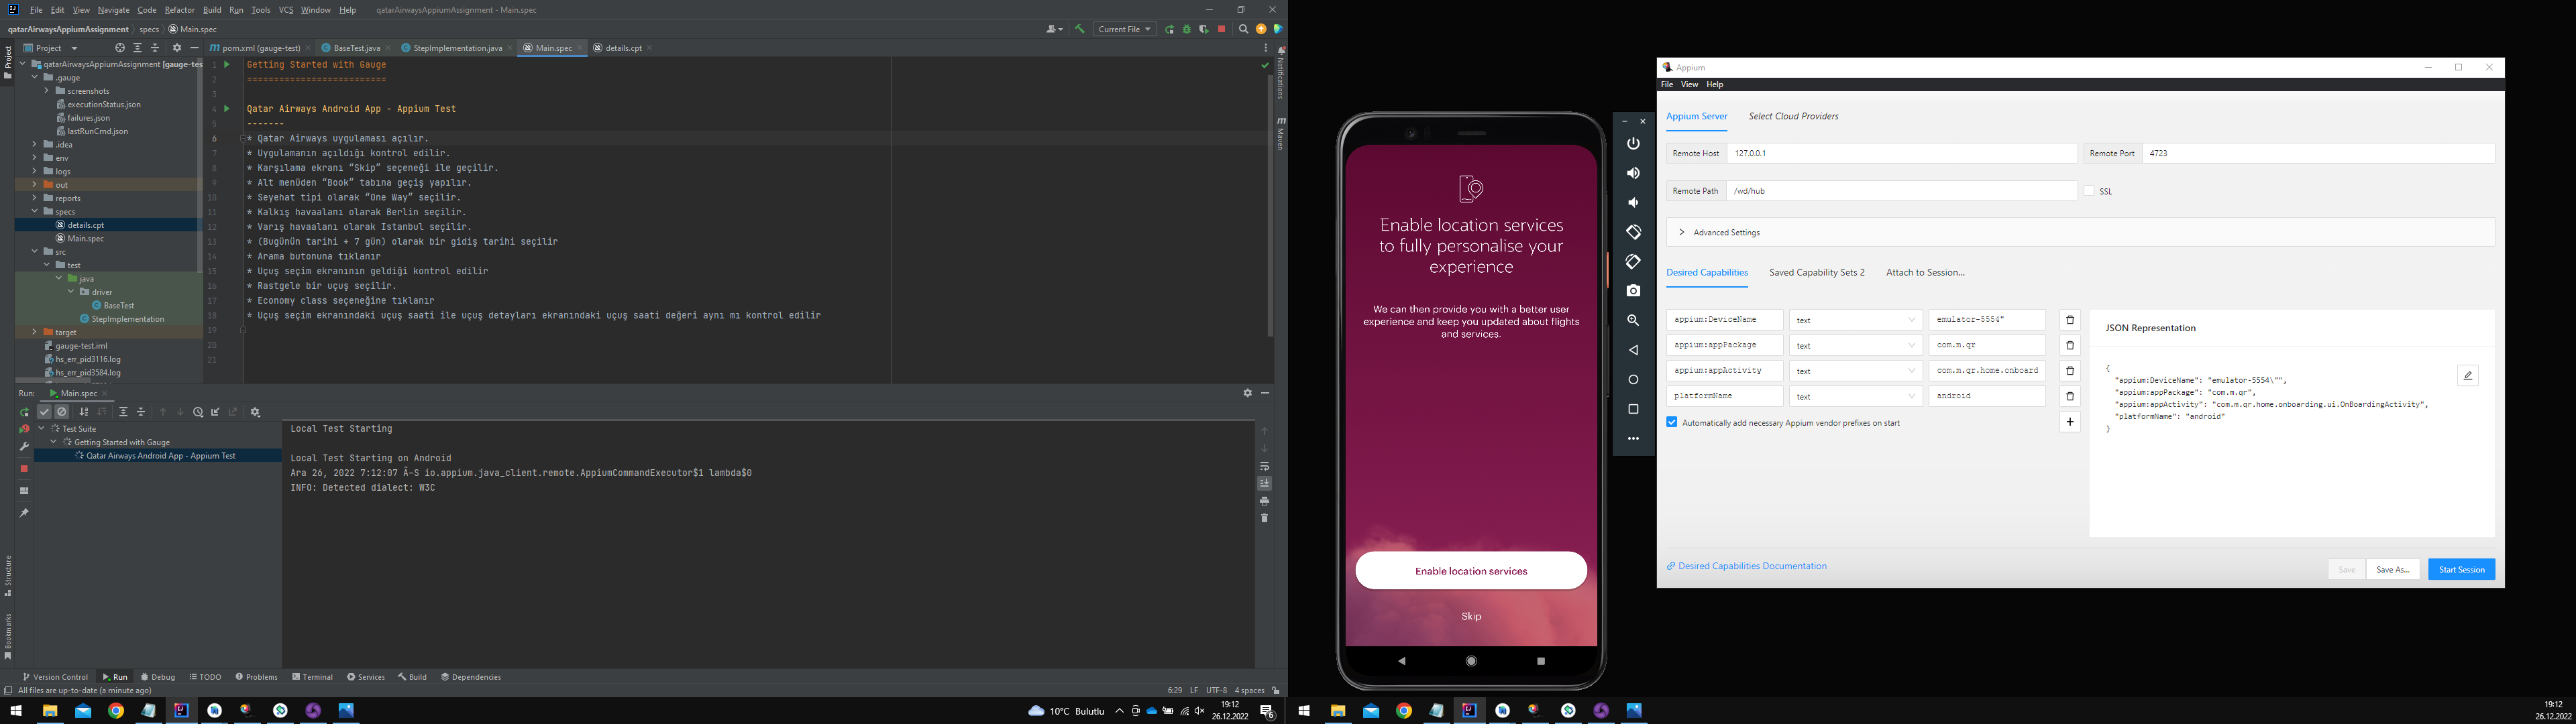 File Edit View Navigate Code Refactor Build Run Tools VCS Window Help qatarAirwaysAppiumAssignment - Main.spec
qatarAirwaysAppiumAssignment specs Main.spec
Current File
Project
pom.xml (gauge-test)
BaseTest.java
StepImplementation.java
Main.spec
details.cpt
Project
Notifications
Maven
Structure
Bookmarks
qatarAirwaysAppiumAssignment [gauge-tes
.gauge
screenshots
executionStatus.json
failures.json
lastRunCmd.json
.idea
env
logs
out
reports
specs
details.cpt
Main.spec
src
test
java
driver
BaseTest
StepImplementation
target
gauge-test.iml
hs_err_pid3116.log
hs_err_pid3584.log
1 Getting Started with Gauge
2 ==========================
3
4 Qatar Airways Android App - Appium Test
5 -------
6 * Qatar Airways uygulaması açılır.
7 * Uygulamanın açıldığı kontrol edilir.
8 * Karşılama ekranı “Skip” seçeneği ile geçilir.
9 * Alt menüden “Book” tabına geçiş yapılır.
10 * Seyehat tipi olarak “One Way” seçilir.
11 * Kalkış havaalanı olarak Berlin seçilir.
12 * Varış havaalanı olarak Istanbul seçilir.
13 * (Bugünün tarihi + 7 gün) olarak bir gidiş tarihi seçilir
14 * Arama butonuna tıklanır
15 * Uçuş seçim ekranının geldiği kontrol edilir
16 * Rastgele bir uçuş seçilir.
17 * Economy class seçeneğine tıklanır
18 * Uçuş seçim ekranındaki uçuş saati ile uçuş detayları ekranındaki uçuş saati değeri aynı mı kontrol edilir
19
20
21
Run: Main.spec
Test Suite
Getting Started with Gauge
Qatar Airways Android App - Appium Test
Local Test Starting
Local Test Starting on Android
Ara 26, 2022 7:12:07 Ã-S io.appium.java_client.remote.AppiumCommandExecutor$1 lambda$0
INFO: Detected dialect: W3C
Version Control Run Debug TODO Problems Terminal Services Build Dependencies
All files are up-to-date (a minute ago)
6:29 LF UTF-8 4 spaces
10°C Bulutlu
19:12
26.12.2022
6
Enable location services
to fully personalise your
experience
We can then provide you with a better user
experience and keep you updated about flights
and services.
Enable location services
Skip
Appium
File View Help
Appium Server Select Cloud Providers
Remote Host 127.0.0.1 Remote Port 4723
Remote Path /wd/hub SSL
Advanced Settings
Desired Capabilities Saved Capability Sets 2 Attach to Session...
appium:DeviceName text emulator-5554"
appium:appPackage text com.m.qr
appium:appActivity text com.m.qr.home.onboard
platformName text android
Automatically add necessary Appium vendor prefixes on start
JSON Representation
{
"appium:DeviceName": "emulator-5554\"",
"appium:appPackage": "com.m.qr",
"appium:appActivity": "com.m.qr.home.onboarding.ui.OnBoardingActivity",
"platformName": "android"
}
Desired Capabilities Documentation
Save Save As... Start Session
19:12
26.12.2022